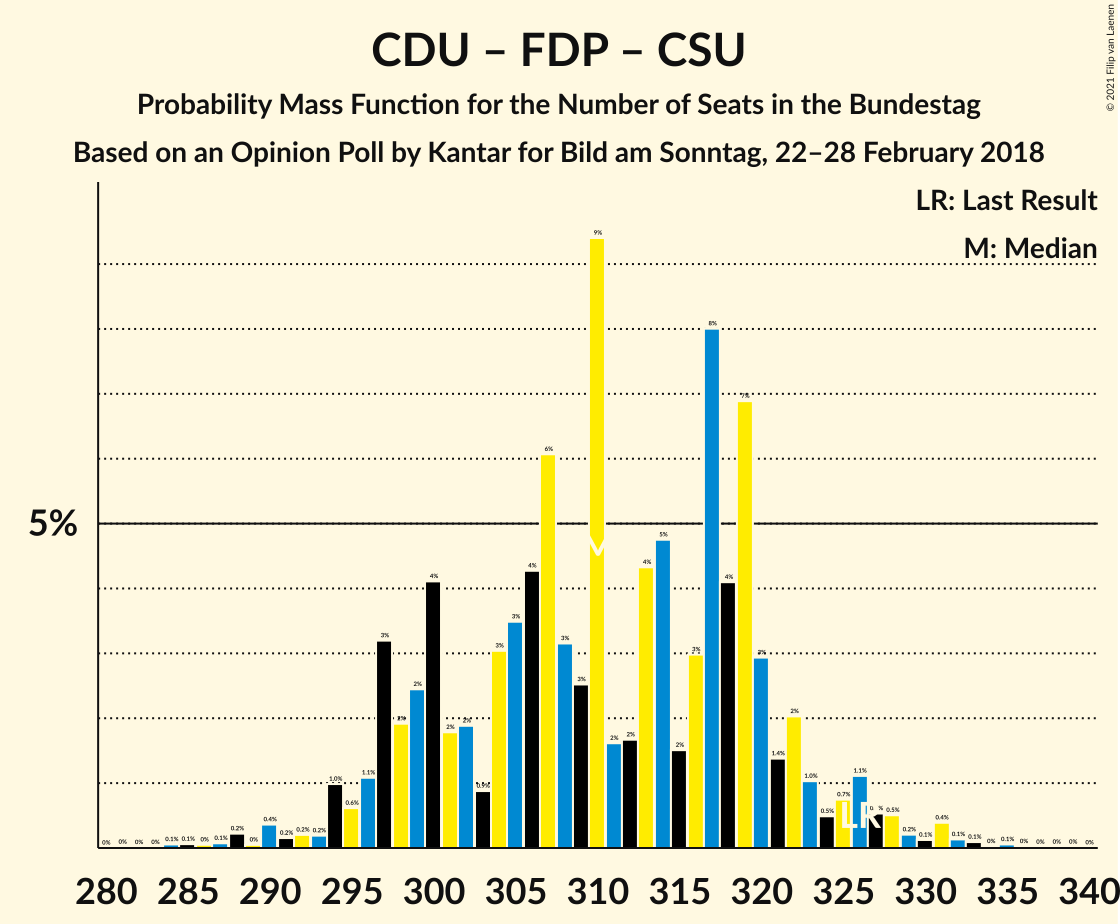 CDU – FDP – CSU
Probability Mass Function for the Number of Seats in the Bundestag
Based on an Opinion Poll by Kantar for Bild am Sonntag, 22–28 February 2018
© 2021 Filip van Laenen
LR: Last Result
M: Median
5%
0% 0% 0% 0% 0.1% 0.1% 0% 0.1% 0.2% 0% 0.4% 0.2% 0.2% 0.2% 1.0% 0.6% 1.1% 3% 2% 2% 4% 2% 2% 0.9% 3% 3% 4% 6% 3% 3% 9% 2% 2% 4% 5% 2% 3% 8% 4% 7% 3% 1.4% 2% 1.0% 0.5% 0.7% 1.1% 0.5% 0.2% 0.1% 0.4% 0.1% 0.1% 0% 0.1% 0% 0% 0% 0% 0%
M
LR
280 285 290 295 300 305 310 315 320 325 330 335 340